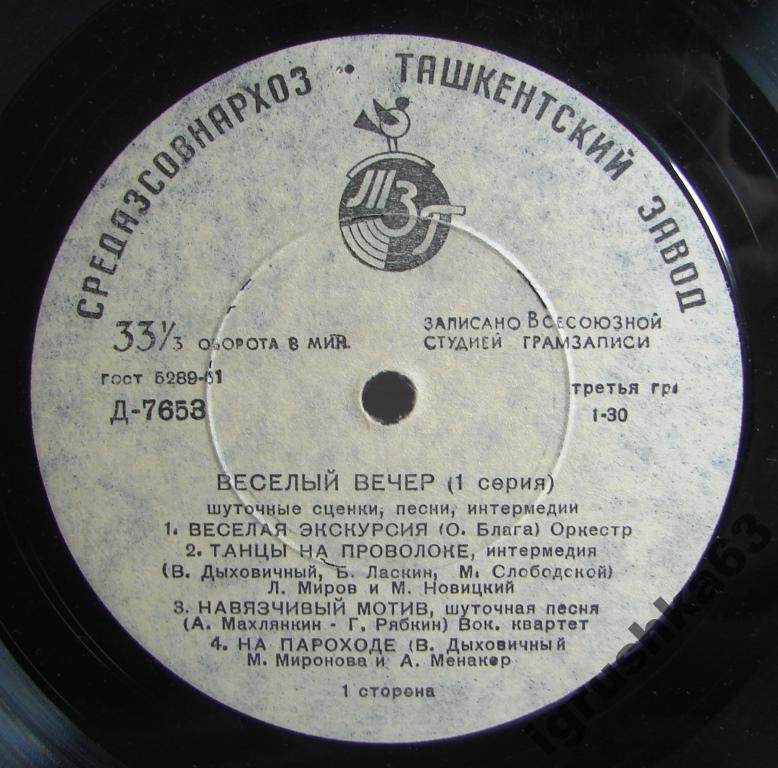 СРЕДАЗСОВНАРХОЗ • ТАШКЕНТСКИЙ ЗАВОД
ТЗГ
33⅓ ОБОРОТА В МИН.
ЗАПИСАНО ВСЕСОЮЗНОЙ
СТУДИЕЙ ГРАМЗАПИСИ
ГОСТ 5289-61
третья гр
Д-7653
1-30
ВЕСЕЛЫЙ ВЕЧЕР (1 серия)
шуточные сценки, песни, интермедии
1. ВЕСЕЛАЯ ЭКСКУРСИЯ (О. Блага) Оркестр
2. ТАНЦЫ НА ПРОВОЛОКЕ, интермедия
(В. Дыховичный, Б. Ласкин, М. Слободской)
Л. Миров и М. Новицкий
3. НАВЯЗЧИВЫЙ МОТИВ, шуточная песня
(А. Махлянкин - Г. Рябкин) Вок. квартет
4. НА ПАРОХОДЕ (В. Дыховичный
М. Миронова и А. Менакер
1 сторона
igrushka63